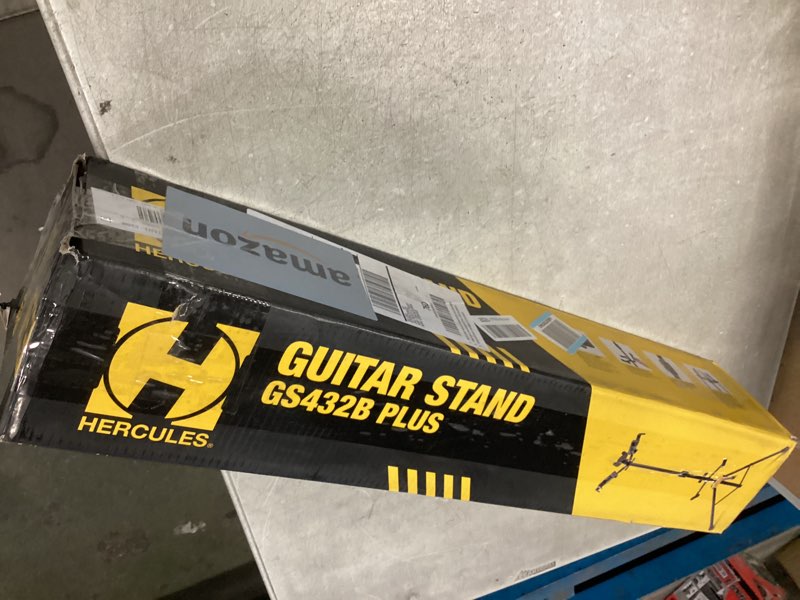 amazon
HERCULES
HERCULES
GUITAR STAND
GS432B PLUS